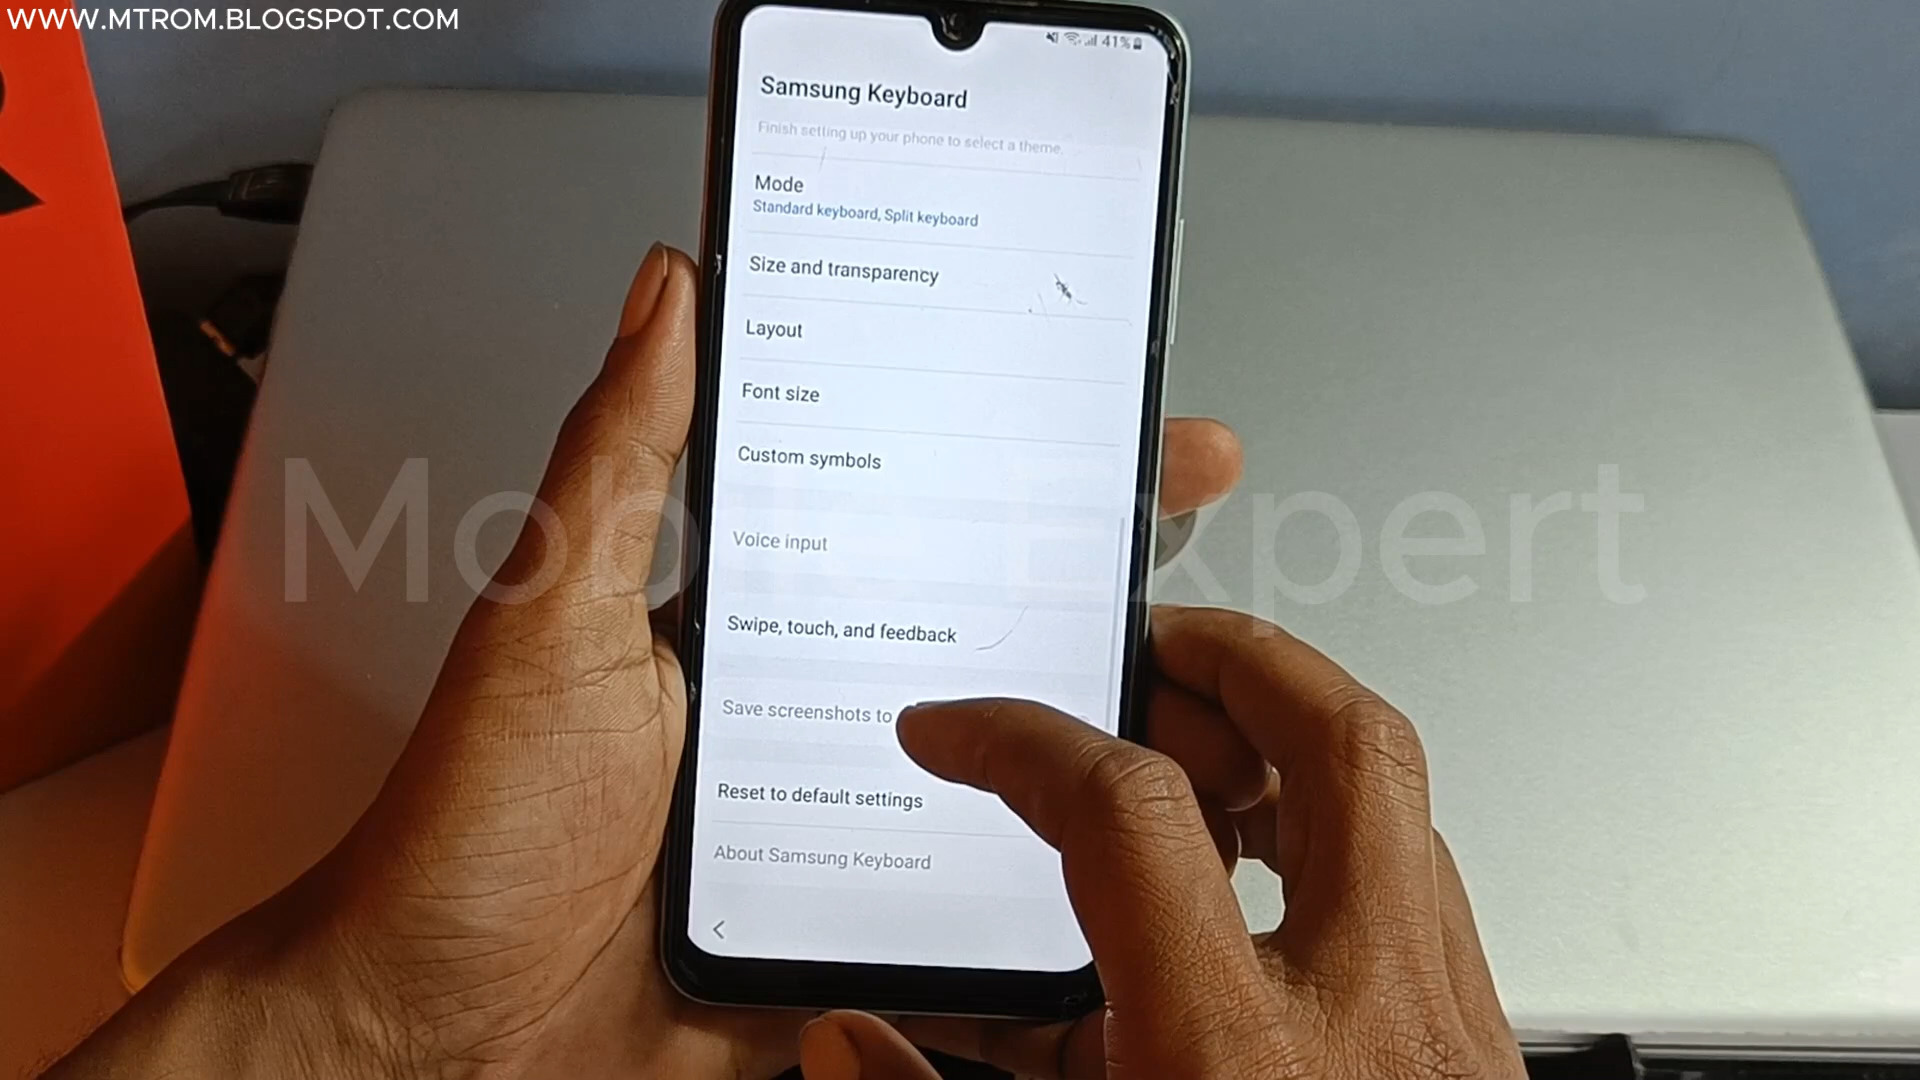 WWW.MTROM.BLOGSPOT.COM
41%
Samsung Keyboard
Finish setting up your phone to select a theme.
Mode
Standard keyboard, Split keyboard
Size and transparency
Layout
Font size
Custom symbols
Mobile Expert
Voice input
Swipe, touch, and feedback
Save screenshots to
Reset to default settings
About Samsung Keyboard